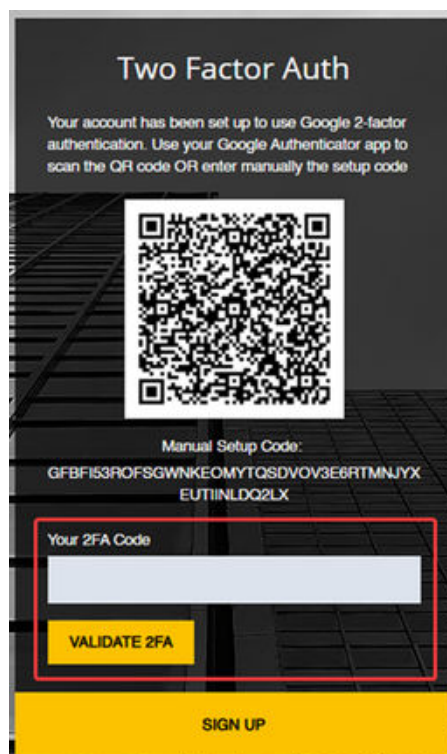 Two Factor Auth
Your account has been set up to use Google 2-factor
authentication. Use your Google Authenticator app to
scan the QR code OR enter manually the setup code
Manual Setup Code:
GFBFI53ROFSGWNKEOMYTQSDVOV3E6RTMNJYX
EUTIINLDQ2LX
Your 2FA Code
VALIDATE 2FA
SIGN UP